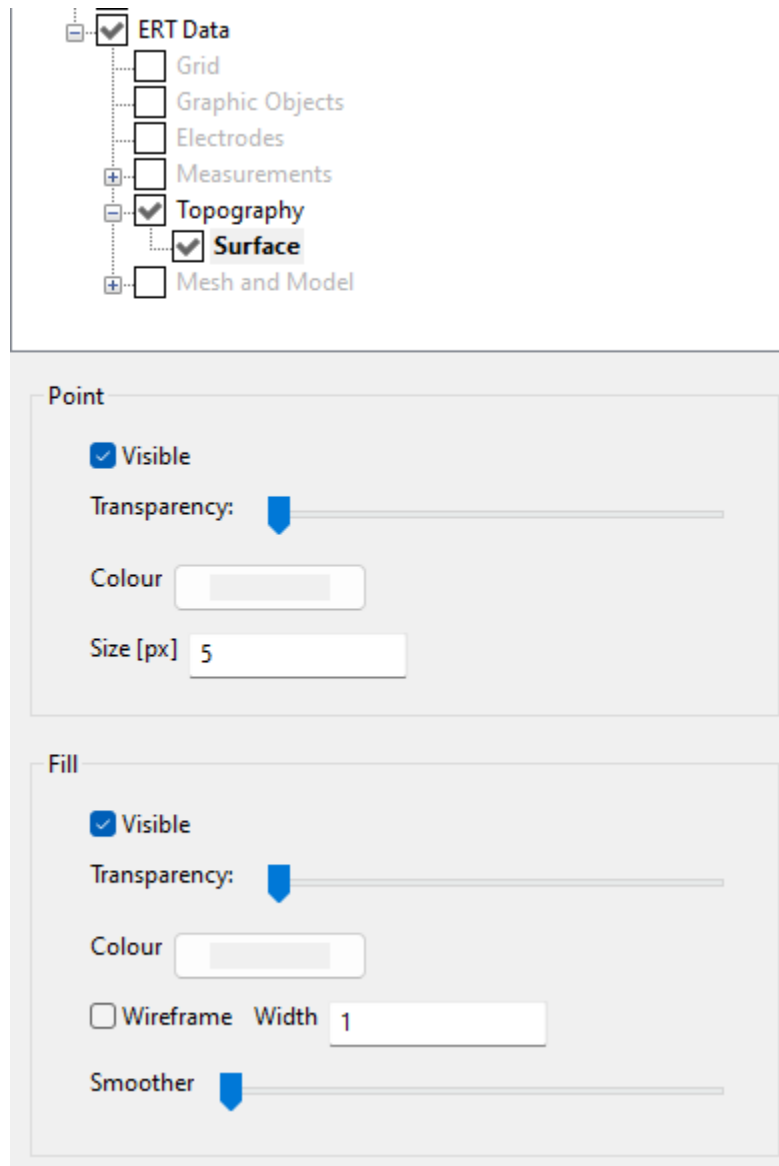 ERT Data
Grid
Graphic Objects
Electrodes
Measurements
Topography
Surface
Mesh and Model
Point
Visible
Transparency:
Colour
Size [px] 5
Fill
Visible
Transparency:
Colour
Wireframe Width 1
Smoother